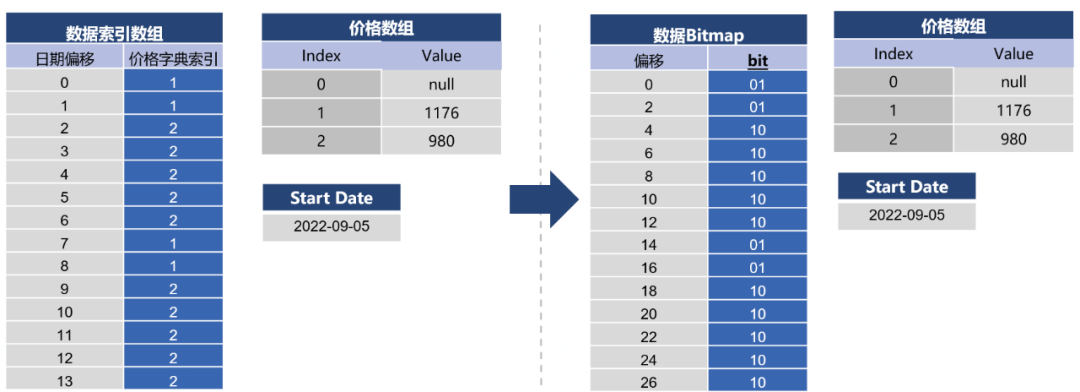 数据索引数组
日期偏移 价格字典索引
0 1
1 1
2 2
3 2
4 2
5 2
6 2
7 1
8 1
9 2
10 2
11 2
12 2
13 2
价格数组
Index Value
0 null
1 1176
2 980
Start Date
2022-09-05
数据Bitmap
偏移 bit
0 01
2 01
4 10
6 10
8 10
10 10
12 10
14 01
16 01
18 10
20 10
22 10
24 10
26 10
价格数组
Index Value
0 null
1 1176
2 980
Start Date
2022-09-05